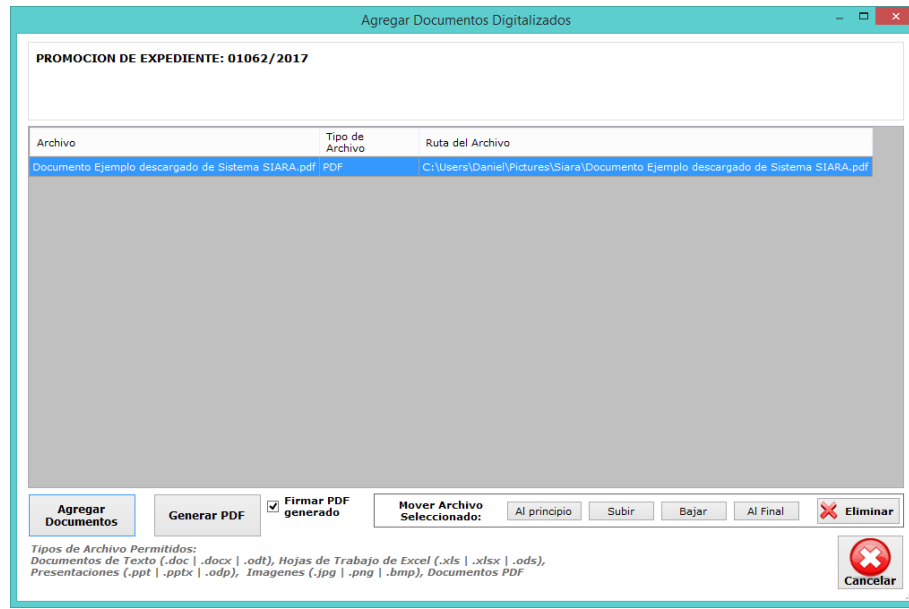 Agregar Documentos Digitalizados
PROMOCION DE EXPEDIENTE: 01062/2017
Archivo
Tipo de
Archivo
Ruta del Archivo
Documento Ejemplo descargado de Sistema SIARA.pdf PDF C:\Users\Daniel\Pictures\Siara\Documento Ejemplo descargado de Sistema SIARA.pdf
Agregar
Documentos
Generar PDF
Firmar PDF
generado
Mover Archivo
Seleccionado:
Al principio
Subir
Bajar
Al Final
Eliminar
Tipos de Archivo Permitidos:
Documentos de Texto (.doc | .docx | .odt), Hojas de Trabajo de Excel (.xls | .xlsx | .ods),
Presentaciones (.ppt | .pptx | .odp), Imagenes (.jpg | .png | .bmp), Documentos PDF
Cancelar